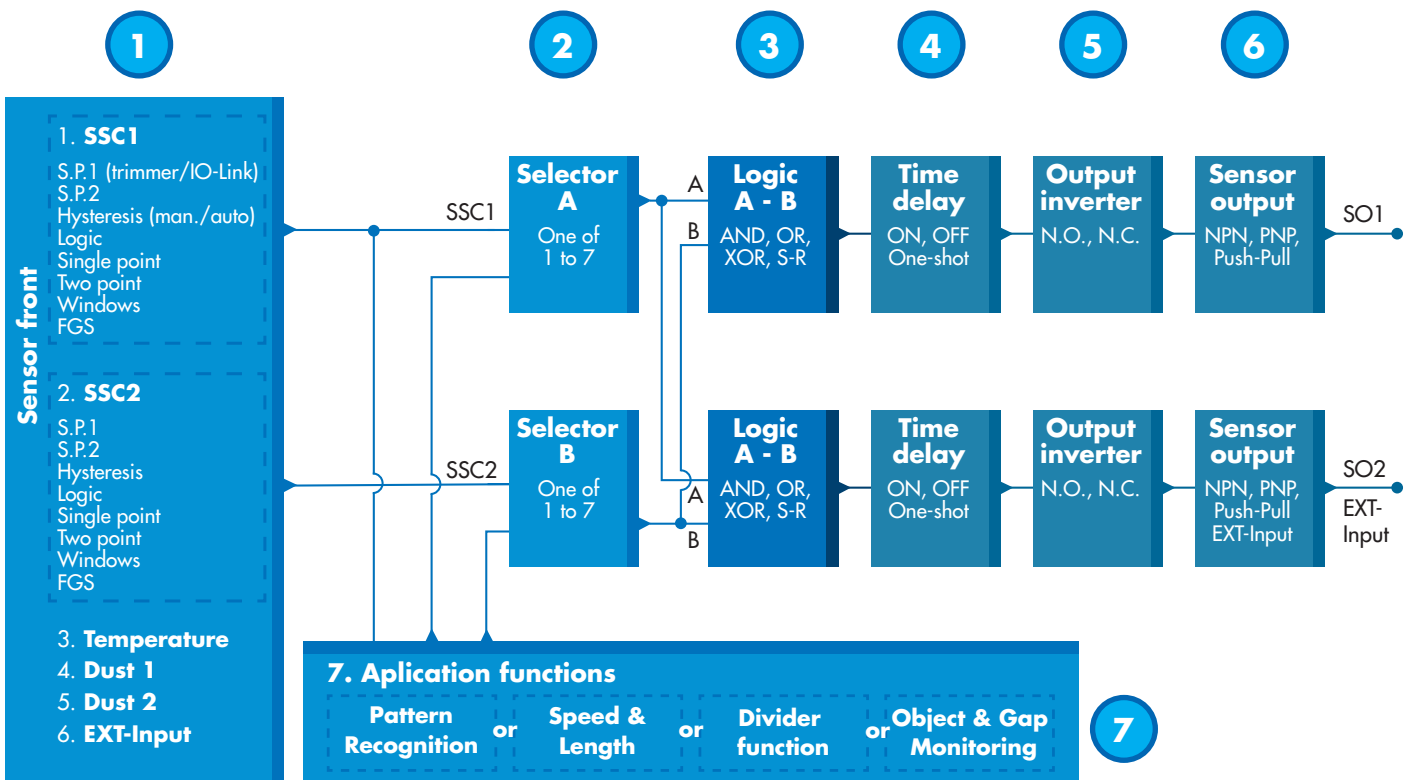 1
2
3
4
5
6
Sensor front
1. SSC1
S.P.1 (trimmer/IO-Link)
S.P.2
Hysteresis (man./auto)
Logic
Single point
Two point
Windows
FGS
2. SSC2
S.P.1
S.P.2
Hysteresis
Logic
Single point
Two point
Windows
FGS
3. Temperature
4. Dust 1
5. Dust 2
6. EXT-Input
SSC1
Selector
A
One of
1 to 7
A
B
Logic
A - B
AND, OR,
XOR, S-R
Time
delay
ON, OFF
One-shot
Output
inverter
N.O., N.C.
Sensor
output
NPN, PNP,
Push-Pull
SO1
SSC2
Selector
B
One of
1 to 7
A
B
Logic
A - B
AND, OR,
XOR, S-R
Time
delay
ON, OFF
One-shot
Output
inverter
N.O., N.C.
Sensor
output
NPN, PNP,
Push-Pull
EXT-Input
SO2
EXT-
Input
7. Aplication functions
Pattern
Recognition
or
Speed &
Length
or
Divider
function
or
Object & Gap
Monitoring
7